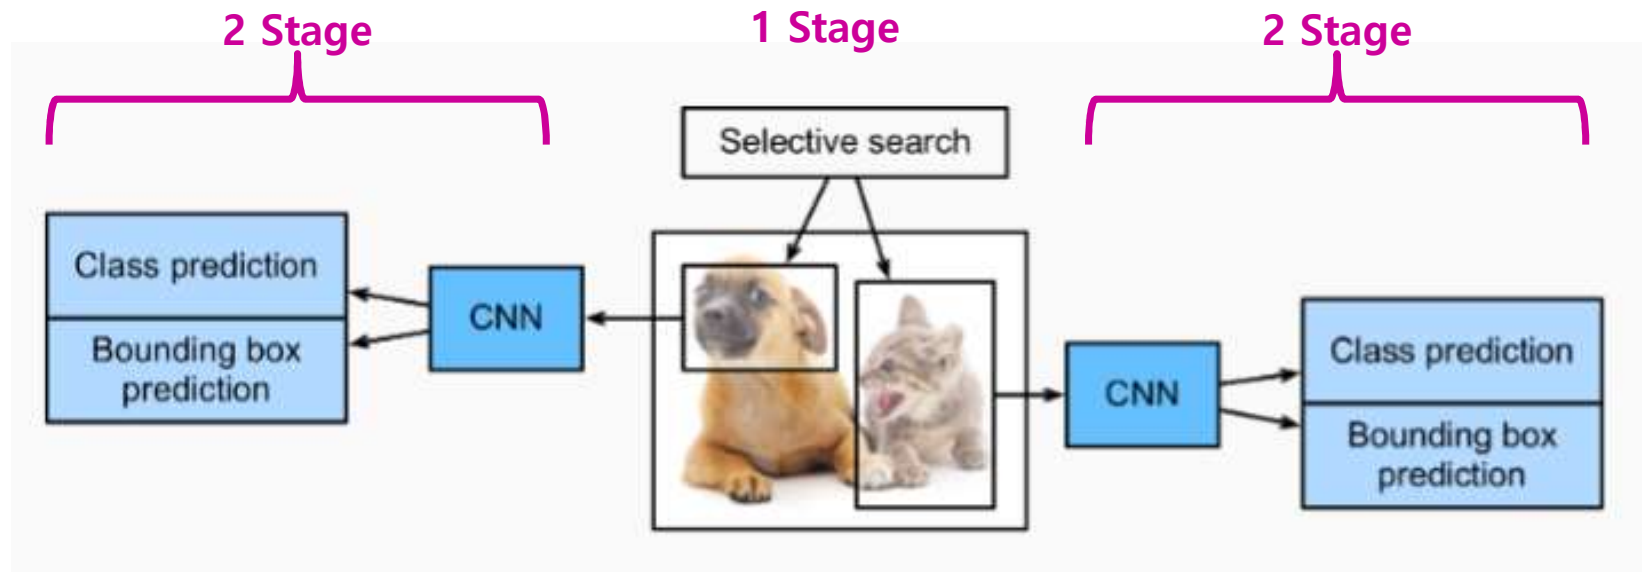 2 Stage
1 Stage
2 Stage
Selective search
Class prediction
Bounding box
prediction
CNN
CNN
Class prediction
Bounding box
prediction